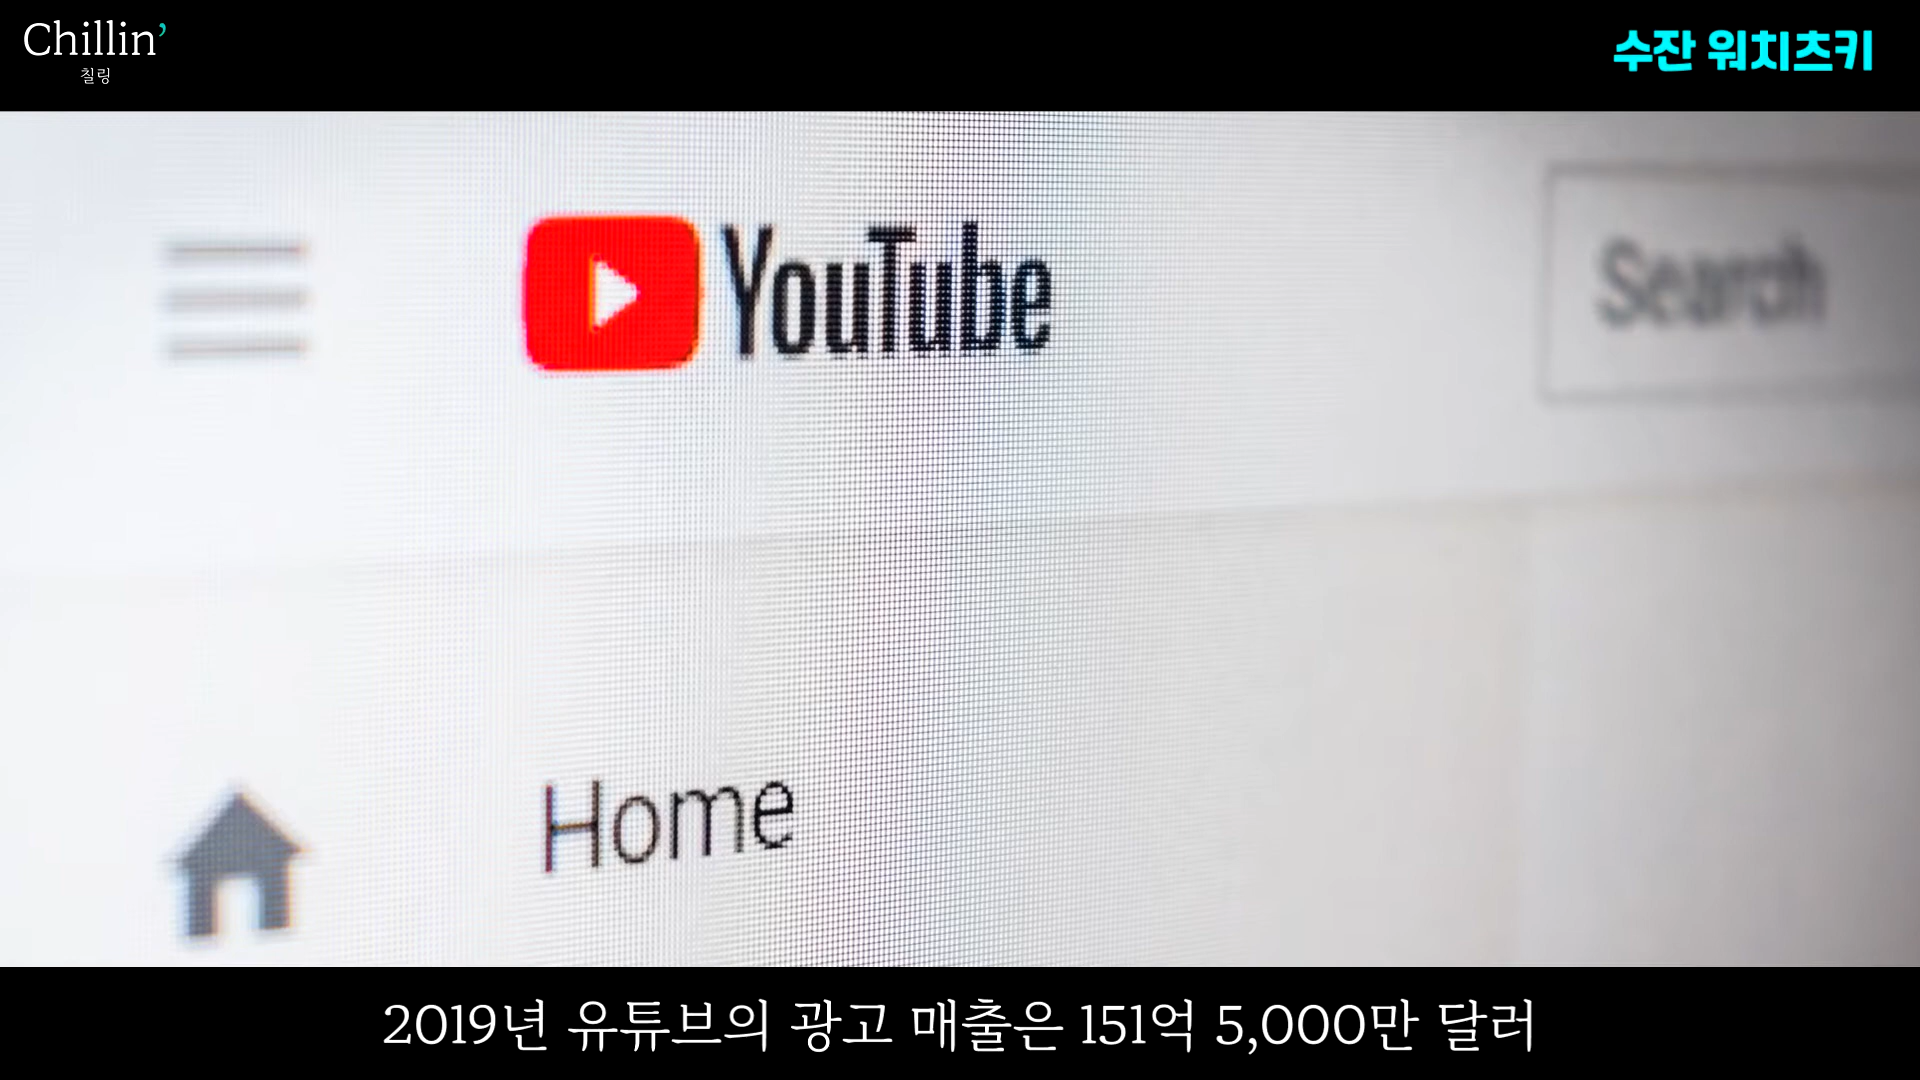 Chillin’
칠링
수잔 워치츠키
YouTube
Search
Home
2019년 유튜브의 광고 매출은 151억 5,000만 달러